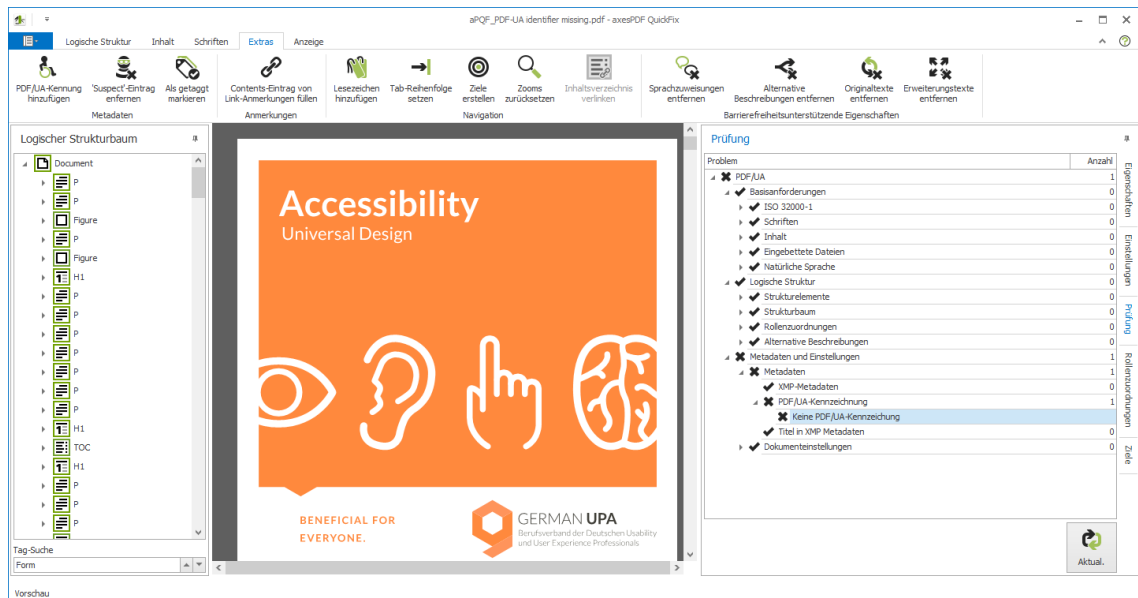 aPQF_PDF-UA identifier missing.pdf - axesPDF QuickFix
Logische Struktur Inhalt Schriften Extras Anzeige
PDF/UA-Kennung hinzufügen
'Suspect'-Eintrag entfernen
Als getaggt markieren
Contents-Eintrag von Link-Anmerkungen füllen
Lesezeichen hinzufügen
Tab-Reihenfolge setzen
Ziele erstellen
Zooms zurücksetzen
Inhaltsverzeichnis verlinken
Sprachzuweisungen entfernen
Alternative Beschreibungen entfernen
Originaltexte entfernen
Erweiterungstexte entfernen
Metadaten
Anmerkungen
Navigation
Barrierefreiheitsunterstützende Eigenschaften
Logischer Strukturbaum
Document
P
P
Figure
P
Figure
H1
P
P
P
P
P
P
P
H1
TOC
H1
P
P
P
Tag-Suche
Form
Vorschau
Accessibility
Universal Design
BENEFICIAL FOR
EVERYONE.
GERMAN UPA
Berufsverband der Deutschen Usability
und User Experience Professionals
Prüfung
Problem Anzahl
PDF/UA 1
Basisanforderungen 0
ISO 32000-1 0
Schriften 0
Inhalt 0
Eingebettete Dateien 0
Natürliche Sprache 0
Logische Struktur 0
Strukturelemente 0
Strukturbaum 0
Rollenzuordnungen 0
Alternative Beschreibungen 0
Metadaten und Einstellungen 1
Metadaten 1
XMP-Metadaten 0
PDF/UA-Kennzeichnung 1
Keine PDF/UA-Kennzeichung
Titel in XMP Metadaten 0
Dokumenteinstellungen 0
Aktual.
Eigenschaften
Einstellungen
Prüfung
Rollenzuordnungen
Ziele